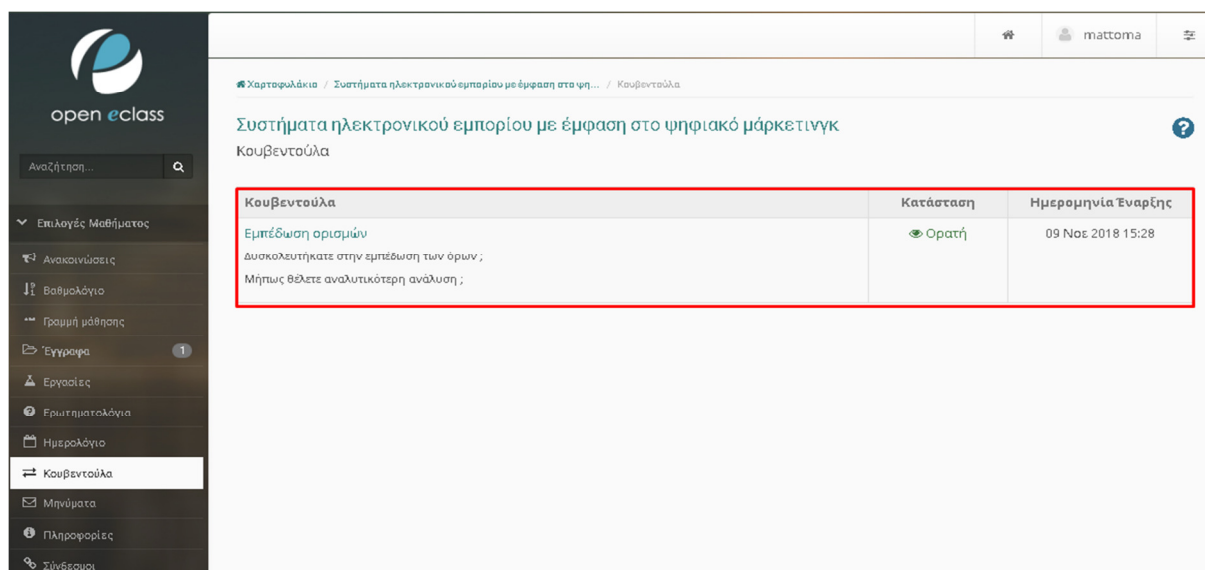 mattoma
open eclass
Χαρτοφυλάκιο / Συστήματα ηλεκτρονικού εμπορίου με έμφαση στο ψη... / Κουβεντούλα
Συστήματα ηλεκτρονικού εμπορίου με έμφαση στο ψηφιακό μάρκετινγκ
Κουβεντούλα
Αναζήτηση...
Κουβεντούλα Κατάσταση Ημερομηνία Έναρξης
Εμπέδωση ορισμών Ορατή 09 Νοε 2018 15:28
Δυσκολευτήκατε στην εμπέδωση των όρων ;
Μήπως θέλετε αναλυτικότερη ανάλυση ;
Επιλογές Μαθήματος
Ανακοινώσεις
Βαθμολόγιο
Γραμμή μάθησης
Έγγραφα 1
Εργασίες
Ερωτηματολόγια
Ημερολόγιο
Κουβεντούλα
Μηνύματα
Πληροφορίες
Σύνδεσμοι